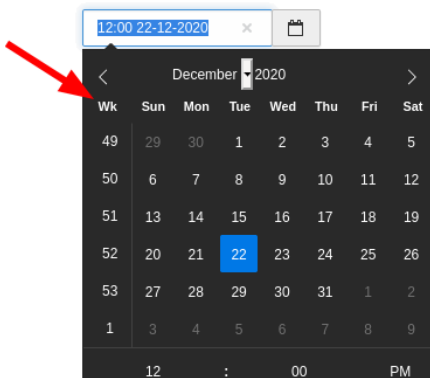 12:00 22-12-2020 ×
December 2020
Wk Sun Mon Tue Wed Thu Fri Sat
49 29 30 1 2 3 4 5
50 6 7 8 9 10 11 12
51 13 14 15 16 17 18 19
52 20 21 22 23 24 25 26
53 27 28 29 30 31 1 2
1 3 4 5 6 7 8 9
12 : 00 PM